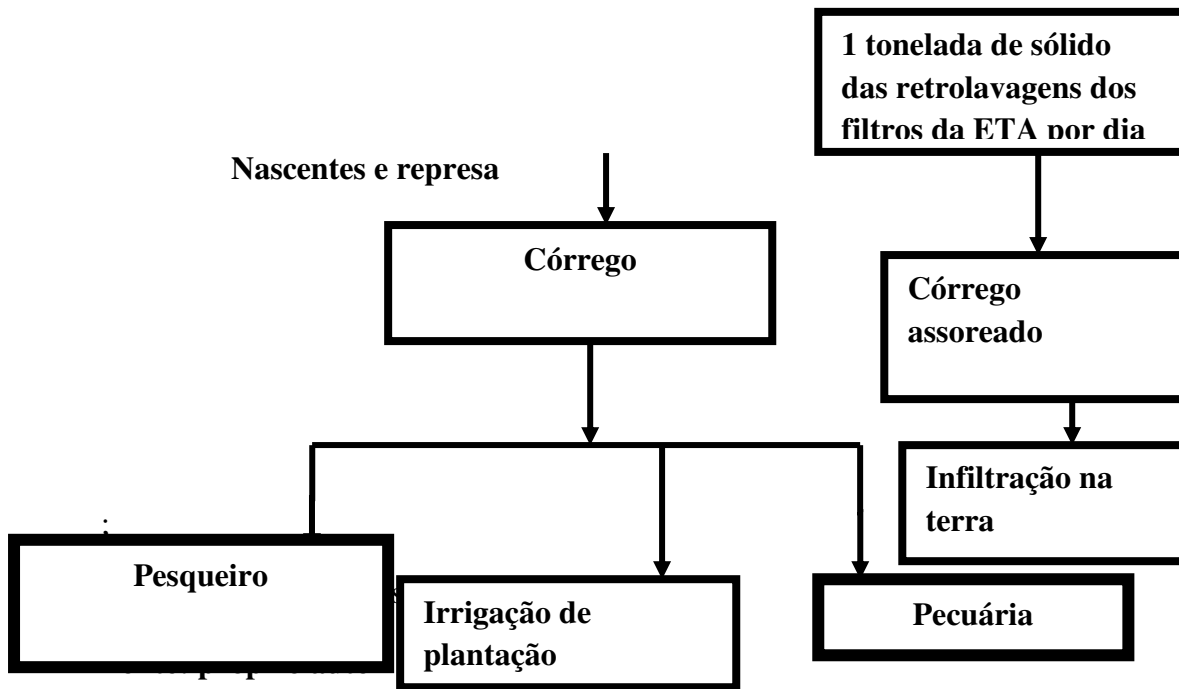 1 tonelada de sólido
das retrolavagens dos
filtros da ETA por dia
Nascentes e represa
Córrego
Córrego
assoreado
Infiltração na
terra
;
Pesqueiro
Irrigação de
plantação
Pecuária